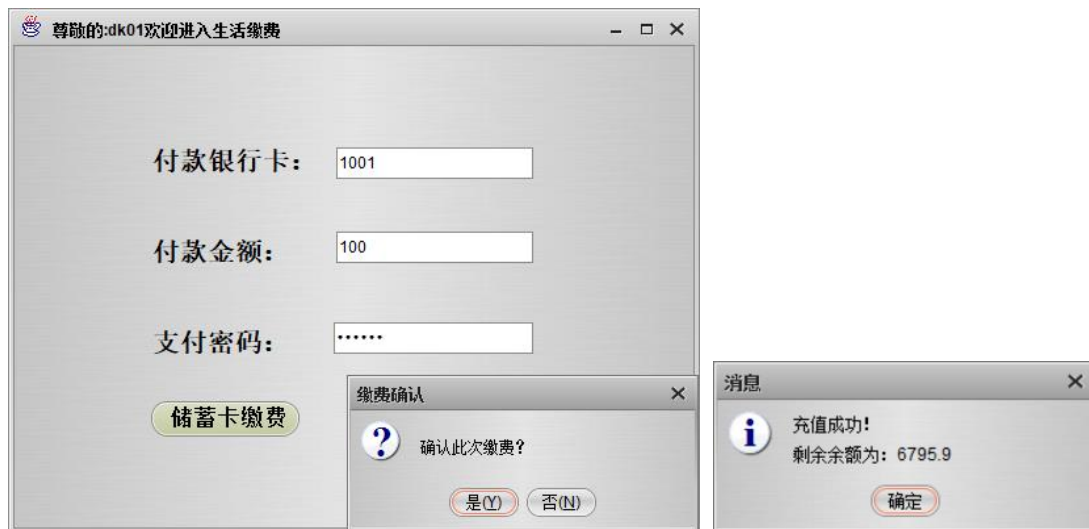 尊敬的:dk01欢迎进入生活缴费
付款银行卡：
1001
付款金额：
100
支付密码：
••••••
储蓄卡缴费
缴费确认
确认此次缴费？
是(Y)
否(N)
消息
充值成功!
剩余余额为：6795.9
确定